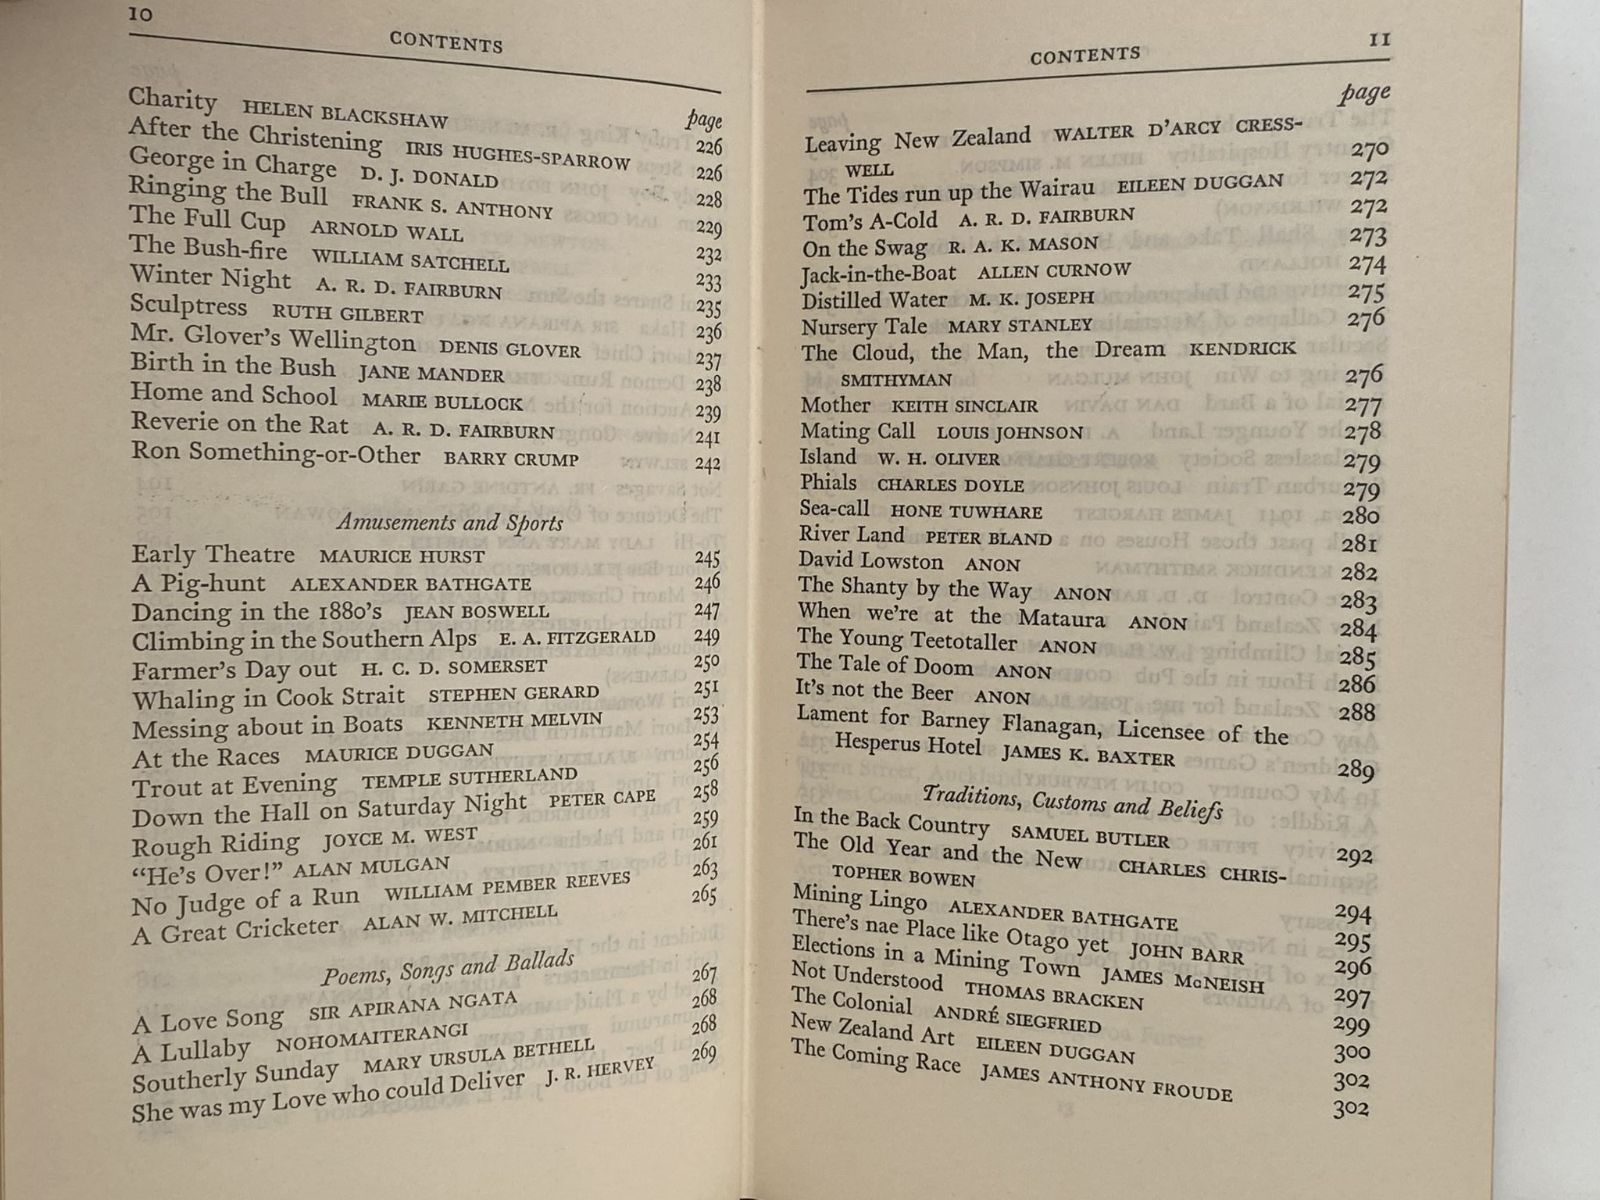 10
CONTENTS
page
Charity HELEN BLACKSHAW 226
After the Christening IRIS HUGHES-SPARROW 226
George in Charge D. J. DONALD 228
Ringing the Bull FRANK S. ANTHONY 229
The Full Cup ARNOLD WALL 232
The Bush-fire WILLIAM SATCHELL 233
Winter Night A. R. D. FAIRBURN 235
Sculptress RUTH GILBERT 236
Mr. Glover's Wellington DENIS GLOVER 237
Birth in the Bush JANE MANDER 238
Home and School MARIE BULLOCK 239
Reverie on the Rat A. R. D. FAIRBURN 241
Ron Something-or-Other BARRY CRUMP 242
Amusements and Sports
Early Theatre MAURICE HURST 245
A Pig-hunt ALEXANDER BATHGATE 246
Dancing in the 1880's JEAN BOSWELL 247
Climbing in the Southern Alps E. A. FITZGERALD 249
Farmer's Day out H. C. D. SOMERSET 250
Whaling in Cook Strait STEPHEN GERARD 251
Messing about in Boats KENNETH MELVIN 253
At the Races MAURICE DUGGAN 254
Trout at Evening TEMPLE SUTHERLAND 256
Down the Hall on Saturday Night PETER CAPE 258
Rough Riding JOYCE M. WEST 259
"He's Over!" ALAN MULGAN 261
No Judge of a Run WILLIAM PEMBER REEVES 263
A Great Cricketer ALAN W. MITCHELL 265
Poems, Songs and Ballads
A Love Song SIR APIRANA NGATA 267
A Lullaby NOHOMAITERANGI 268
Southerly Sunday MARY URSULA BETHELL 268
She was my Love who could Deliver J. R. HERVEY 269
CONTENTS
11
page
Leaving New Zealand WALTER D'ARCY CRESS-
WELL 270
The Tides run up the Wairau EILEEN DUGGAN 272
Tom's A-Cold A. R. D. FAIRBURN 272
On the Swag R. A. K. MASON 273
Jack-in-the-Boat ALLEN CURNOW 274
Distilled Water M. K. JOSEPH 275
Nursery Tale MARY STANLEY 276
The Cloud, the Man, the Dream KENDRICK
SMITHYMAN 276
Mother KEITH SINCLAIR 277
Mating Call LOUIS JOHNSON 278
Island W. H. OLIVER 279
Phials CHARLES DOYLE 279
Sea-call HONE TUWHARE 280
River Land PETER BLAND 281
David Lowston ANON 282
The Shanty by the Way ANON 283
When we're at the Mataura ANON 284
The Young Teetotaller ANON 285
The Tale of Doom ANON 286
It's not the Beer ANON 288
Lament for Barney Flanagan, Licensee of the
Hesperus Hotel JAMES K. BAXTER 289
Traditions, Customs and Beliefs
In the Back Country SAMUEL BUTLER 292
The Old Year and the New CHARLES CHRIS-
TOPHER BOWEN 294
Mining Lingo ALEXANDER BATHGATE 295
There's nae Place like Otago yet JOHN BARR 296
Elections in a Mining Town JAMES McNEISH 297
Not Understood THOMAS BRACKEN 299
The Colonial ANDRÉ SIEGFRIED 300
New Zealand Art EILEEN DUGGAN 302
The Coming Race JAMES ANTHONY FROUDE 302